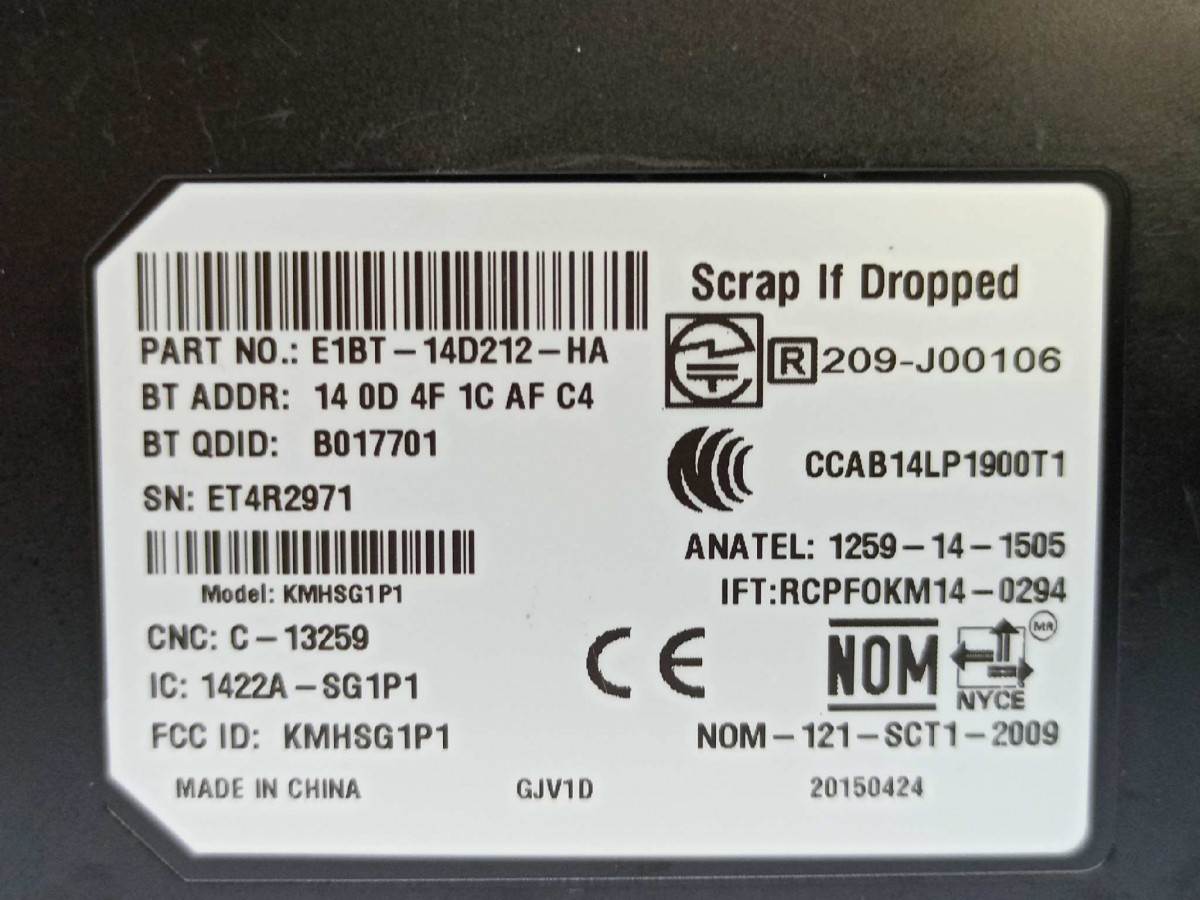 Scrap If Dropped
PART NO.: E1BT-14D212-HA
R 209-J00106
BT ADDR: 14 0D 4F 1C AF C4
BT QDID: B017701
CCAB14LP1900T1
SN: ET4R2971
ANATEL: 1259-14-1505
Model: KMHSG1P1
IFT:RCPFOKM14-0294
CNC: C-13259
CE
NOM
MR
NYCE
IC: 1422A-SG1P1
FCC ID: KMHSG1P1
NOM-121-SCT1-2009
MADE IN CHINA
GJV1D
20150424